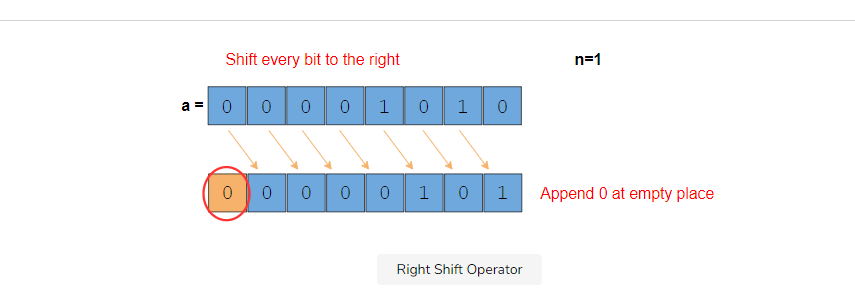 Shift every bit to the right n=1
a = 0 0 0 0 1 0 1 0
0 0 0 0 0 1 0 1 Append 0 at empty place
Right Shift Operator